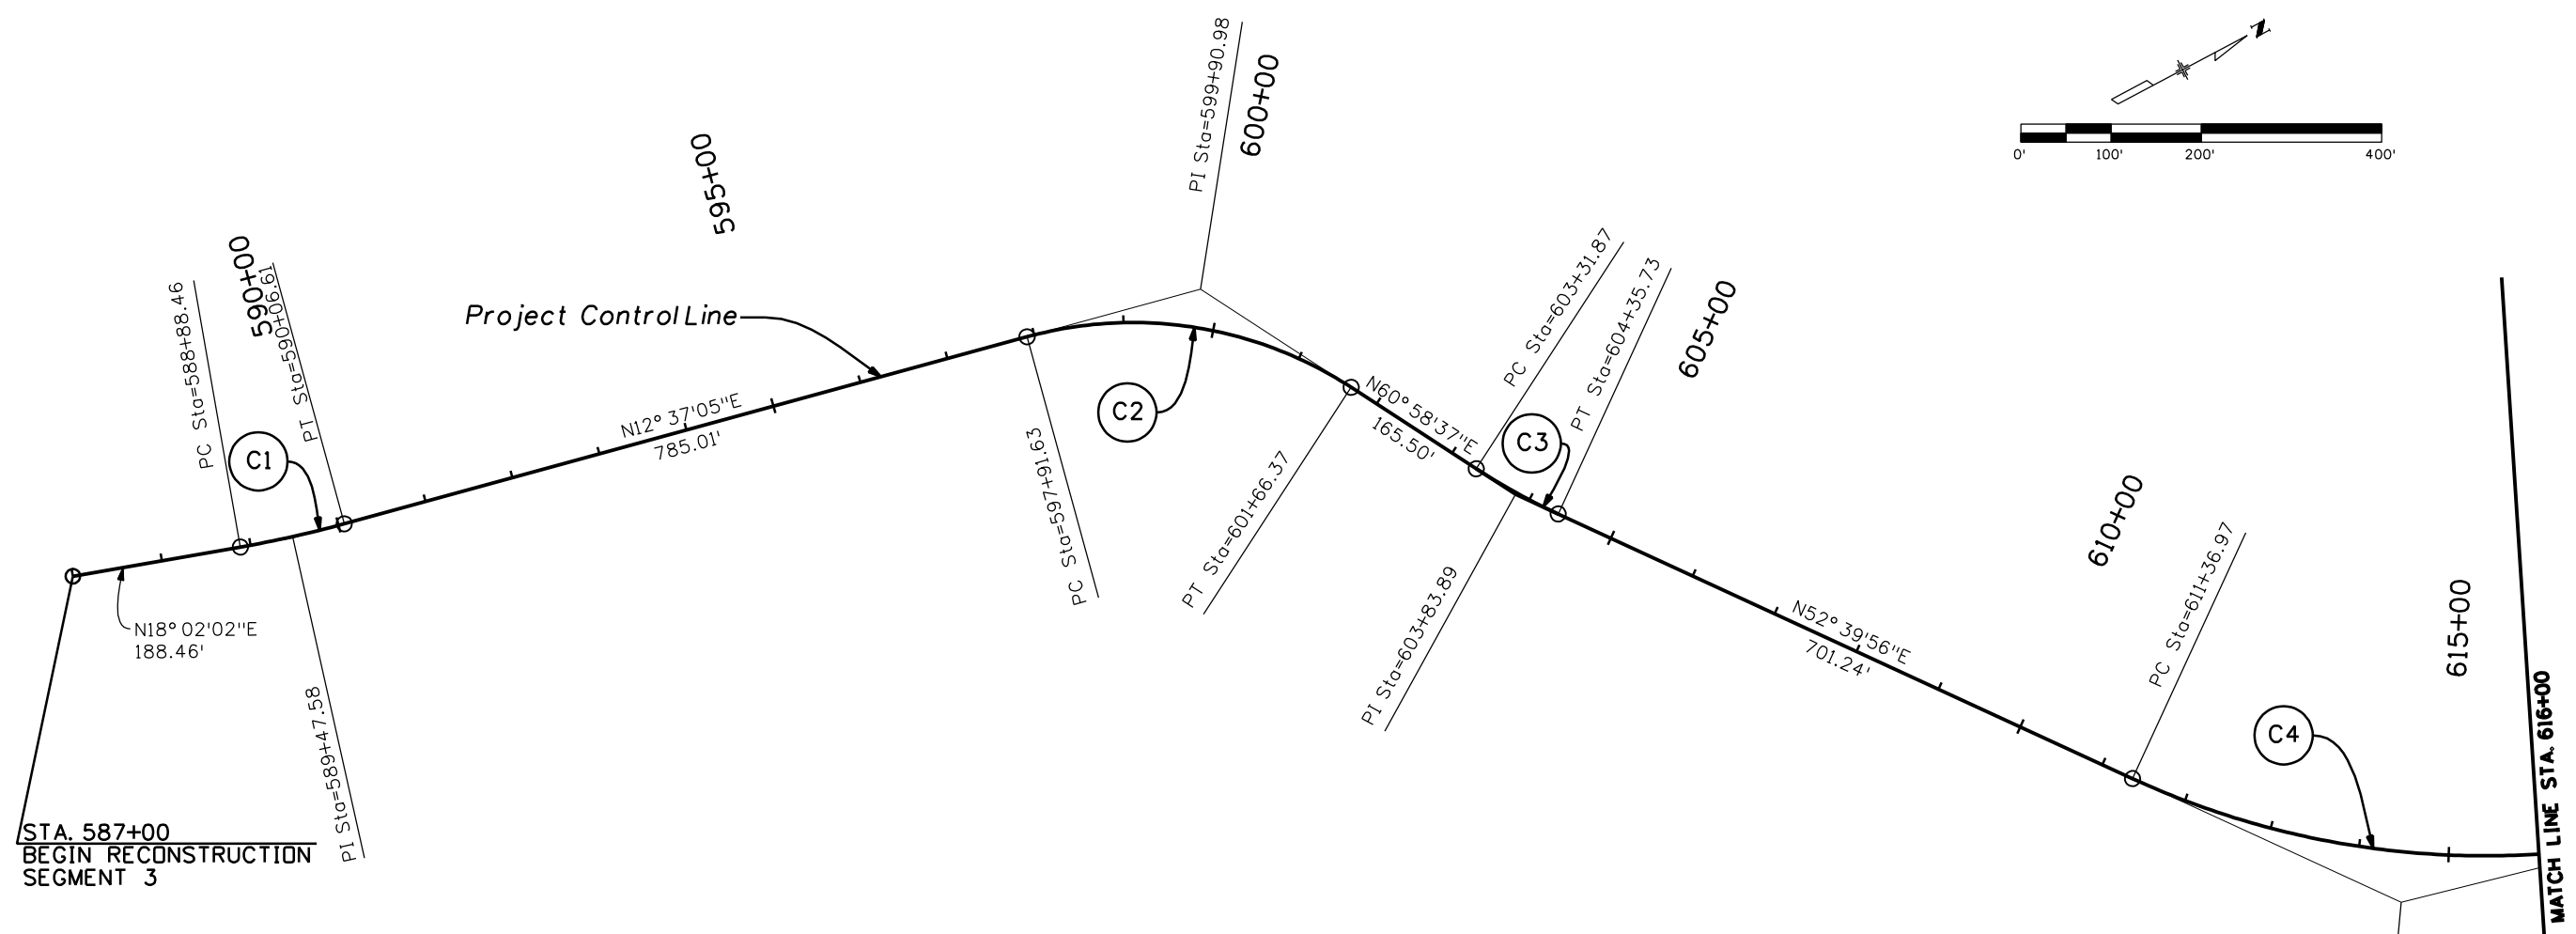 PI Sta=599+90.98
600+00
N
0'
100'
200'
400'
595+00
590+00
PC Sta=588+88.46
PT Sta=590+06.61
Project Control Line
C1
N12° 37'05"E
785.01'
C2
PC Sta=597+91.63
PT Sta=601+66.37
N60° 58'37"E
165.50'
PC Sta=603+31.87
PT Sta=604+35.73
C3
605+00
PI Sta=603+83.89
N18° 02'02"E
188.46'
PI Sta=589+47.58
STA. 587+00
BEGIN RECONSTRUCTION
SEGMENT 3
N52° 39'56"E
701.24'
610+00
PC Sta=611+36.97
615+00
C4
MATCH LINE STA. 616+00